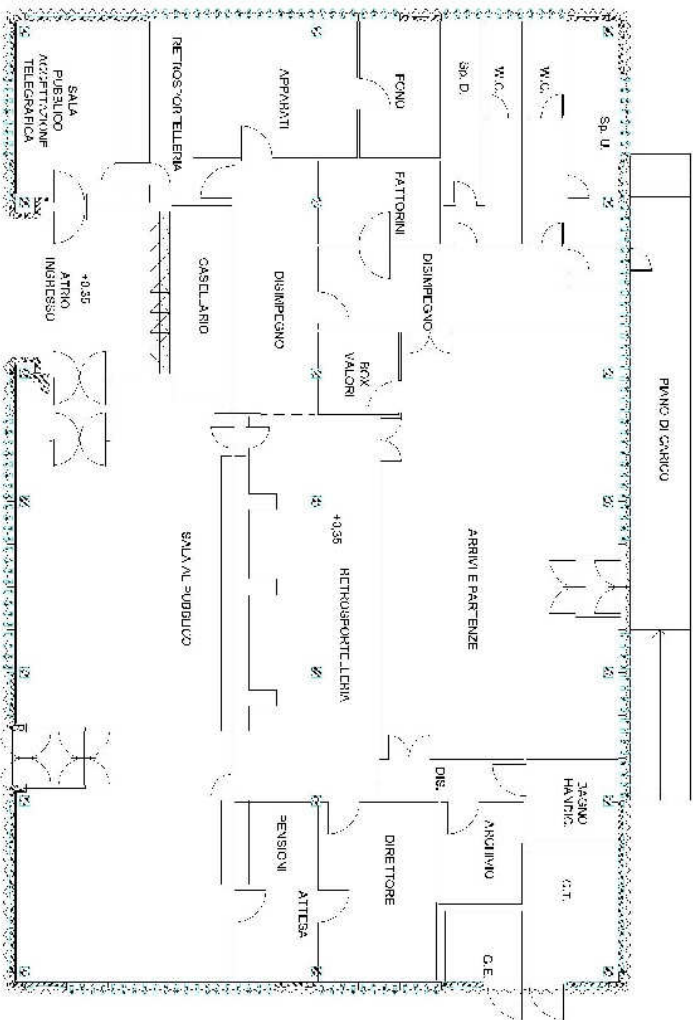 Sp. U.
W.C.
W.C.
Sp. D.
FONO
APPARATI
RETROSPORTELLERIA
SALA
PUBBLICO
ACCETTAZIONE
TELEGRAFICA
FATTORINI
DISIMPEGNO
DISIMPEGNO
CASELLARIO
+0,35
ATRIO
INGRESSO
BOX
VALORI
PIANO DI CARICO
ARRIVI E PARTENZE
+0,35
RETROSPORTELLERIA
SALA AL PUBBLICO
DIS.
BAGNO
HANDIC.
ARCHIVIO
C.T.
DIRETTORE
PENSIONI
ATTESA
C.E.